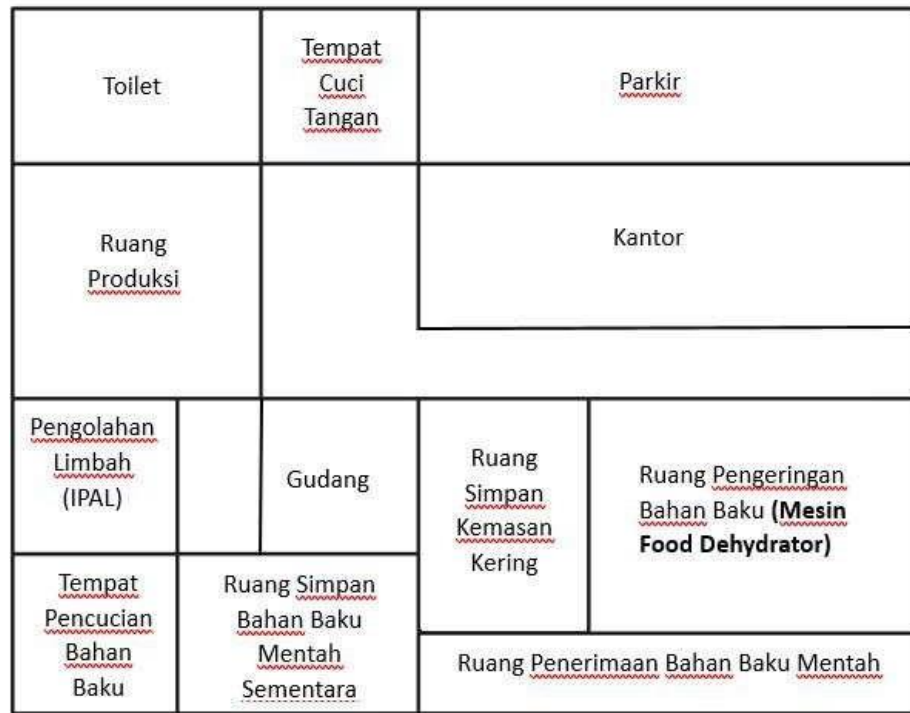 Toilet
Tempat
Cuci
Tangan
Parkir
Ruang
Produksi
Kantor
Pengolahan
Limbah
(IPAL)
Gudang
Ruang
Simpan
Kemasan
Kering
Ruang Pengeringan
Bahan Baku (Mesin
Food Dehydrator)
Tempat
Pencucian
Bahan
Baku
Ruang Simpan
Bahan Baku
Mentah
Sementara
Ruang Penerimaan Bahan Baku Mentah